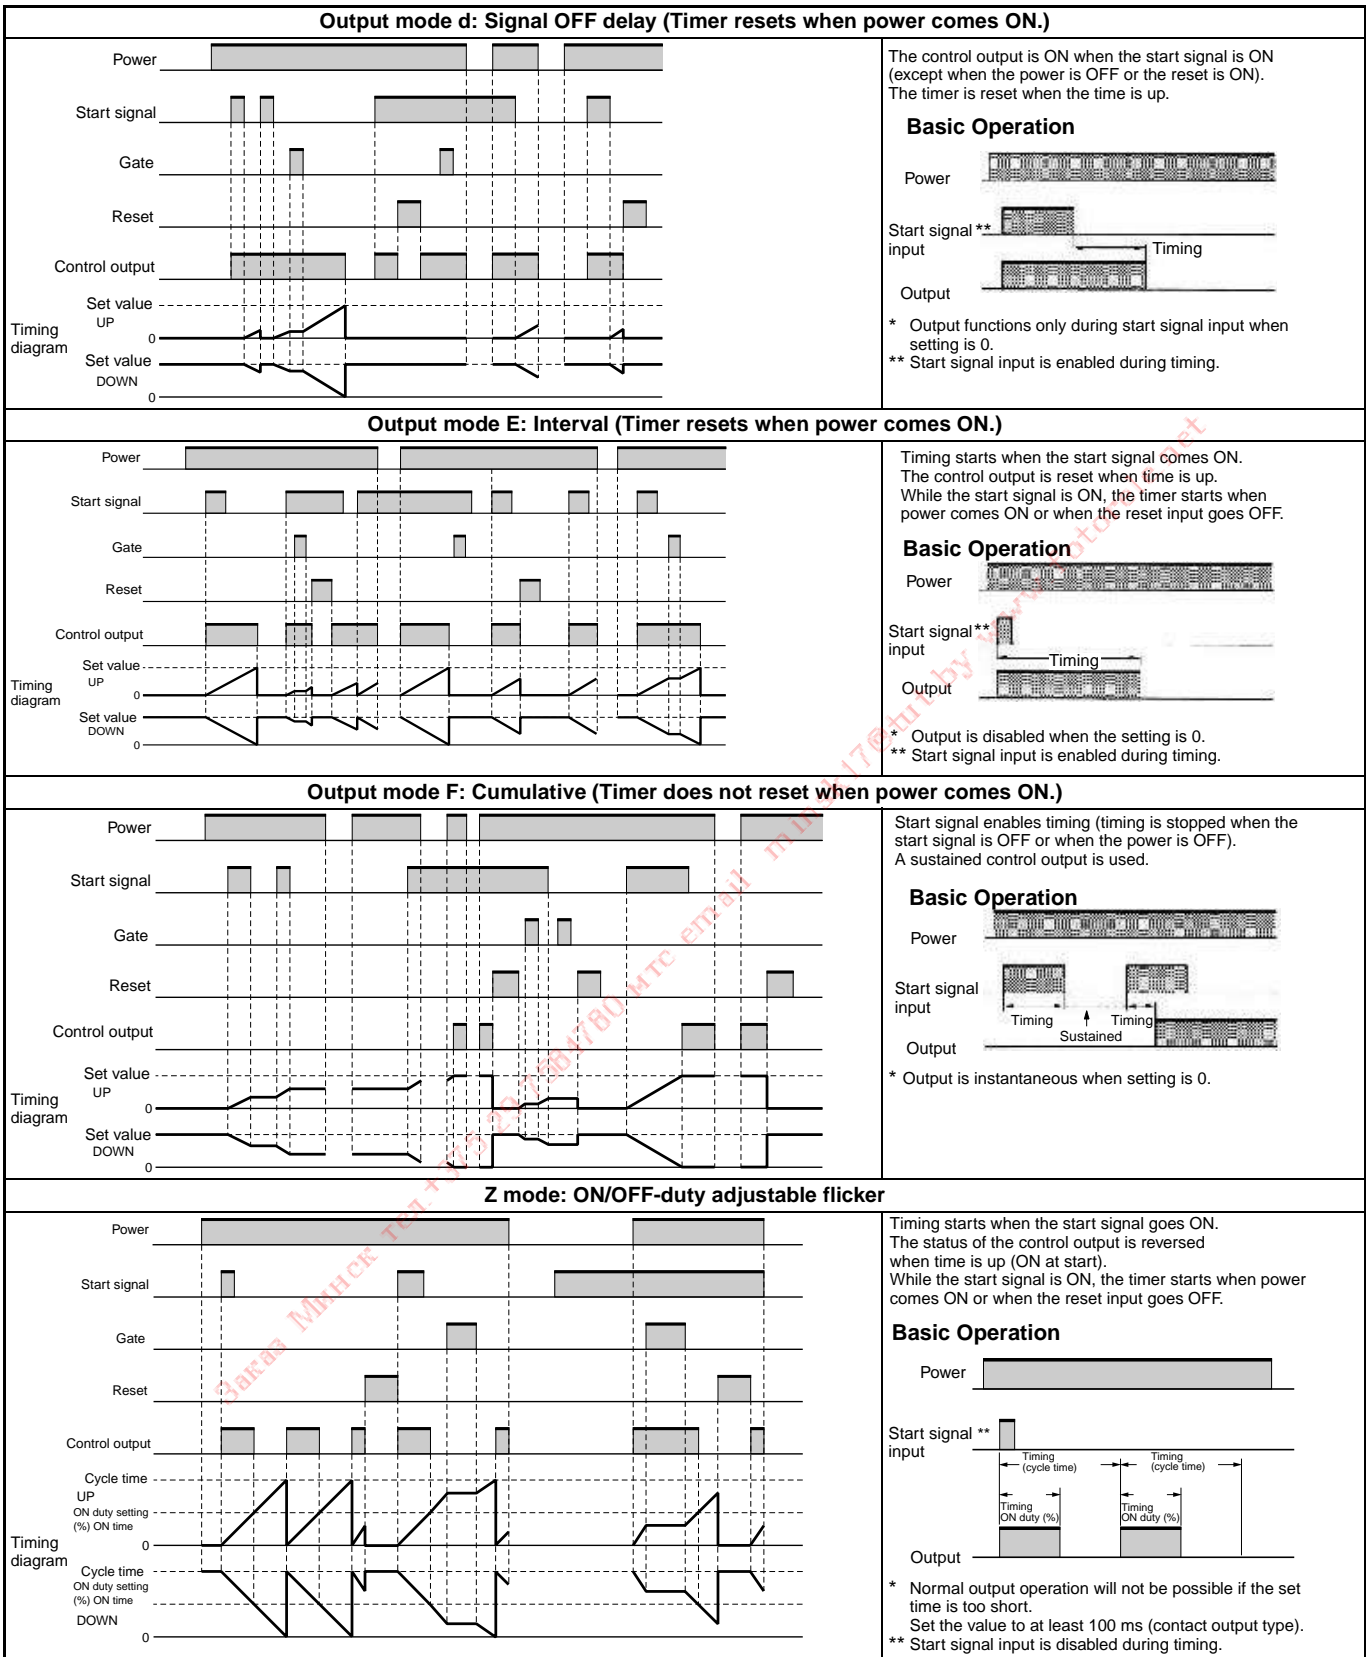 Output mode d: Signal OFF delay (Timer resets when power comes ON.)
Power
Start signal
Gate
Reset
Control output
Set value
UP
0
Timing
diagram
Set value
DOWN
0
The control output is ON when the start signal is ON
(except when the power is OFF or the reset is ON).
The timer is reset when the time is up.
Basic Operation
Power
Start signal **
input
Timing
Output
* Output functions only during start signal input when
setting is 0.
** Start signal input is enabled during timing.
Output mode E: Interval (Timer resets when power comes ON.)
Power
Start signal
Gate
Reset
Control output
Set value
UP
0
Timing
diagram
Set value
DOWN
0
Timing starts when the start signal comes ON.
The control output is reset when time is up.
While the start signal is ON, the timer starts when
power comes ON or when the reset input goes OFF.
Basic Operation
Power
Start signal **
input
Timing
Output
* Output is disabled when the setting is 0.
** Start signal input is enabled during timing.
Output mode F: Cumulative (Timer does not reset when power comes ON.)
Power
Start signal
Gate
Reset
Control output
Set value
UP
0
Timing
diagram
Set value
DOWN
0
Start signal enables timing (timing is stopped when the
start signal is OFF or when the power is OFF).
A sustained control output is used.
Basic Operation
Power
Start signal
input
Timing
Timing
Sustained
Output
* Output is instantaneous when setting is 0.
Z mode: ON/OFF-duty adjustable flicker
Power
Start signal
Gate
Reset
Control output
Cycle time
UP
ON duty setting
(%) ON time
0
Timing
diagram
Cycle time
ON duty setting
(%) ON time
DOWN
0
Timing starts when the start signal goes ON.
The status of the control output is reversed
when time is up (ON at start).
While the start signal is ON, the timer starts when power
comes ON or when the reset input goes OFF.
Basic Operation
Power
Start signal **
input
Timing
(cycle time)
Timing
(cycle time)
Timing
ON duty (%)
Timing
ON duty (%)
Output
* Normal output operation will not be possible if the set
time is too short.
Set the value to at least 100 ms (contact output type).
** Start signal input is disabled during timing.
Заказ Минск тел.+375 29 7584780 мтс email minsk17@tut.by www.fotorele.net